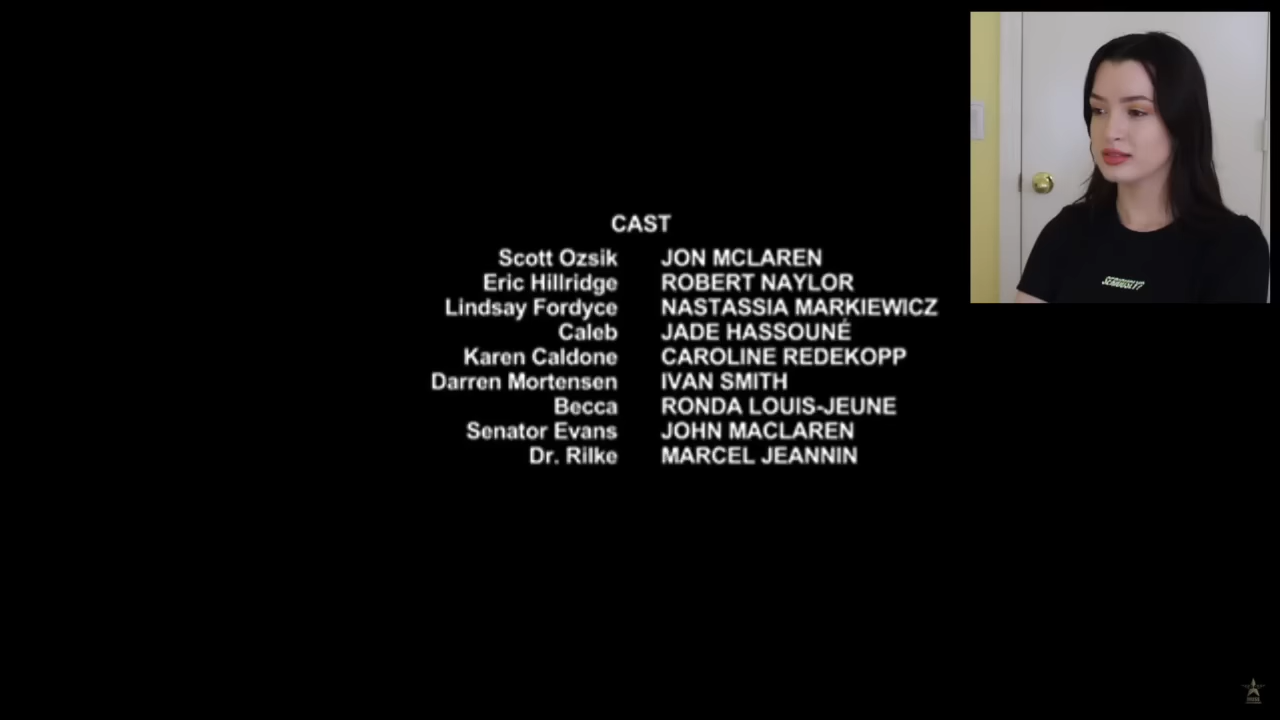 CAST
Scott Ozsik JON MCLAREN
Eric Hillridge ROBERT NAYLOR
Lindsay Fordyce NASTASSIA MARKIEWICZ
Caleb JADE HASSOUNÉ
Karen Caldone CAROLINE REDEKOPP
Darren Mortensen IVAN SMITH
Becca RONDA LOUIS-JEUNE
Senator Evans JOHN MACLAREN
Dr. Rilke MARCEL JEANNIN
SERIOUSLY?